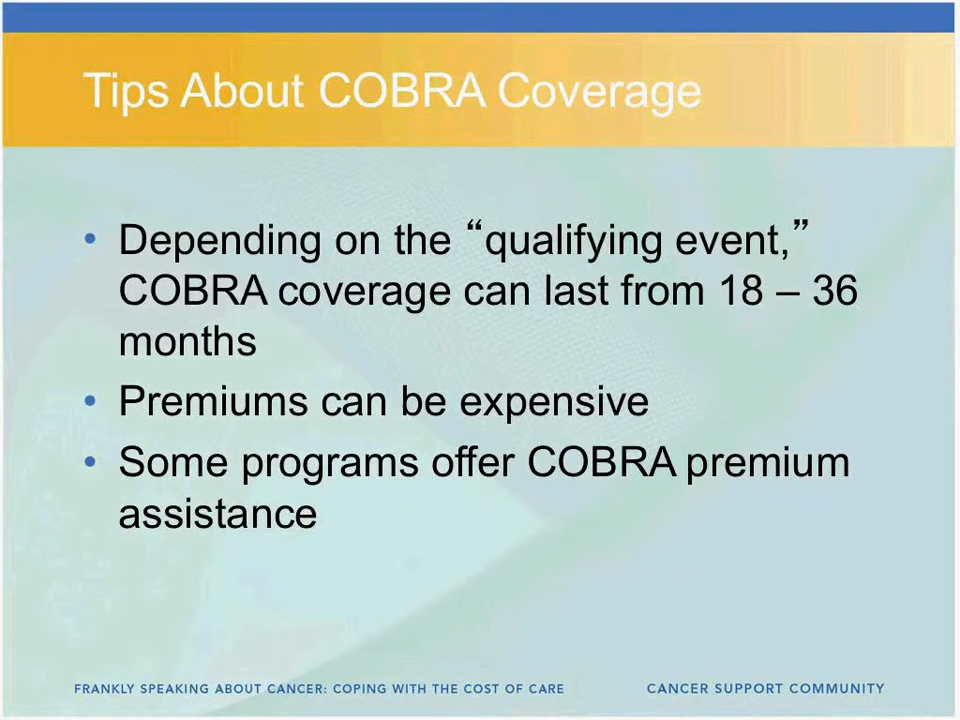 Tips About COBRA Coverage
• Depending on the “qualifying event,”
COBRA coverage can last from 18 – 36
months
• Premiums can be expensive
• Some programs offer COBRA premium
assistance
FRANKLY SPEAKING ABOUT CANCER: COPING WITH THE COST OF CARE
CANCER SUPPORT COMMUNITY